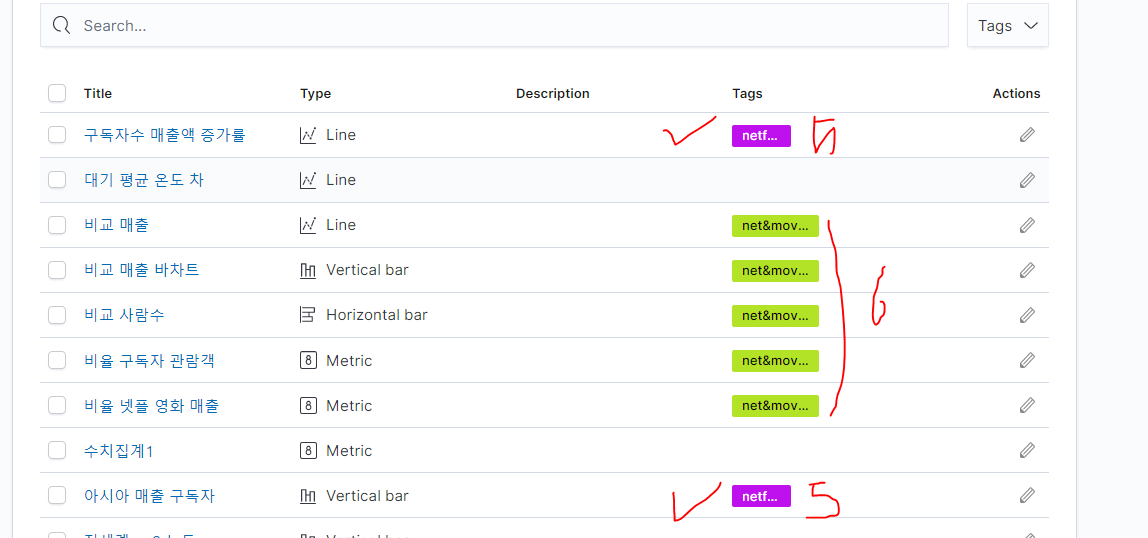 Search...
Tags
Title Type Description Tags Actions
구독자수 매출액 증가률 Line netf... 5
대기 평균 온도 차 Line
비교 매출 Line net&mov...
비교 매출 바차트 Vertical bar net&mov...
비교 사람수 Horizontal bar net&mov... 6
비율 구독자 관람객 8 Metric net&mov...
비율 넷플 영화 매출 8 Metric net&mov...
수치집계1 8 Metric
아시아 매출 구독자 Vertical bar netf... 5